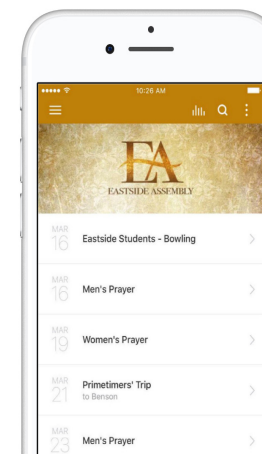 10:26 AM
EA
EASTSIDE ASSEMBLY
MAR
16
Eastside Students - Bowling
MAR
16
Men's Prayer
MAR
19
Women's Prayer
MAR
21
Primetimers' Trip
to Benson
MAR
23
Men's Prayer